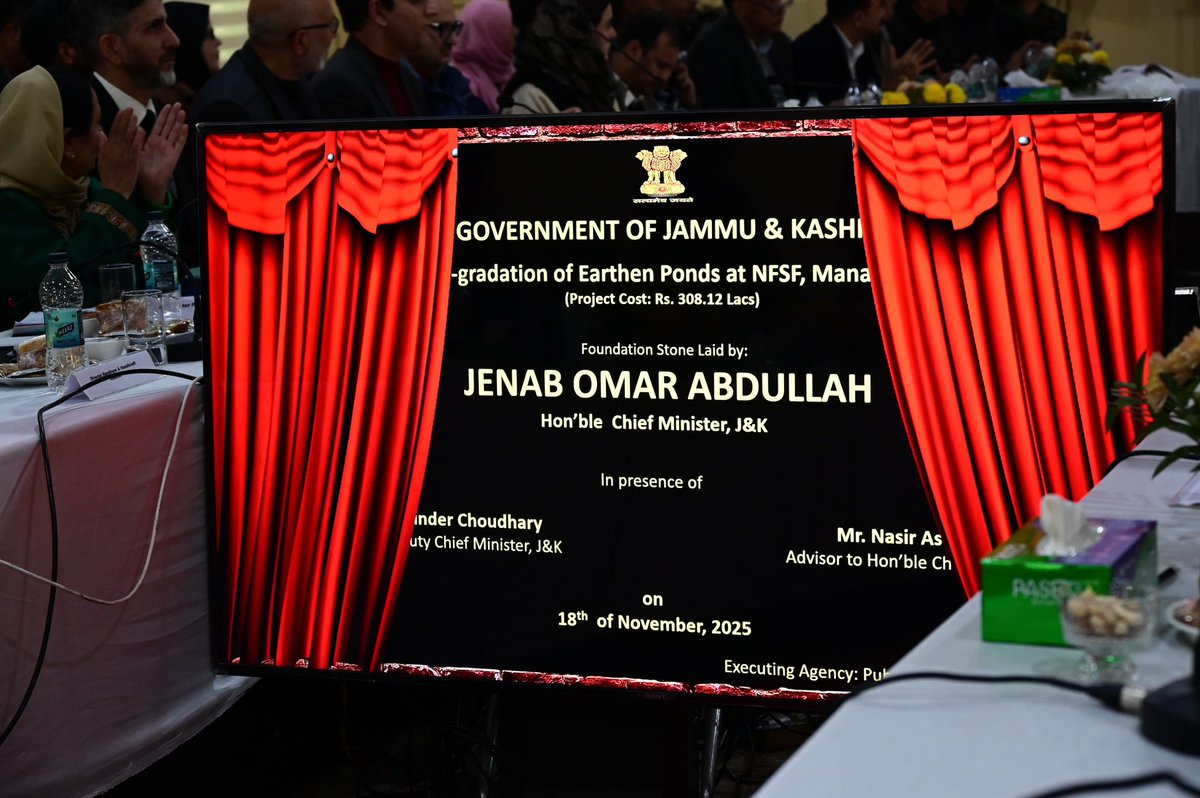 सत्यमेव जयते
GOVERNMENT OF JAMMU & KASHI
-gradation of Earthen Ponds at NFSF, Mana
(Project Cost: Rs. 308.12 Lacs)
Foundation Stone Laid by:
JENAB OMAR ABDULLAH
Hon'ble Chief Minister, J&K
In presence of
inder Choudhary
uty Chief Minister, J&K
Mr. Nasir As
Advisor to Hon'ble Ch
on
18th of November, 2025
Executing Agency: Pub
SONY